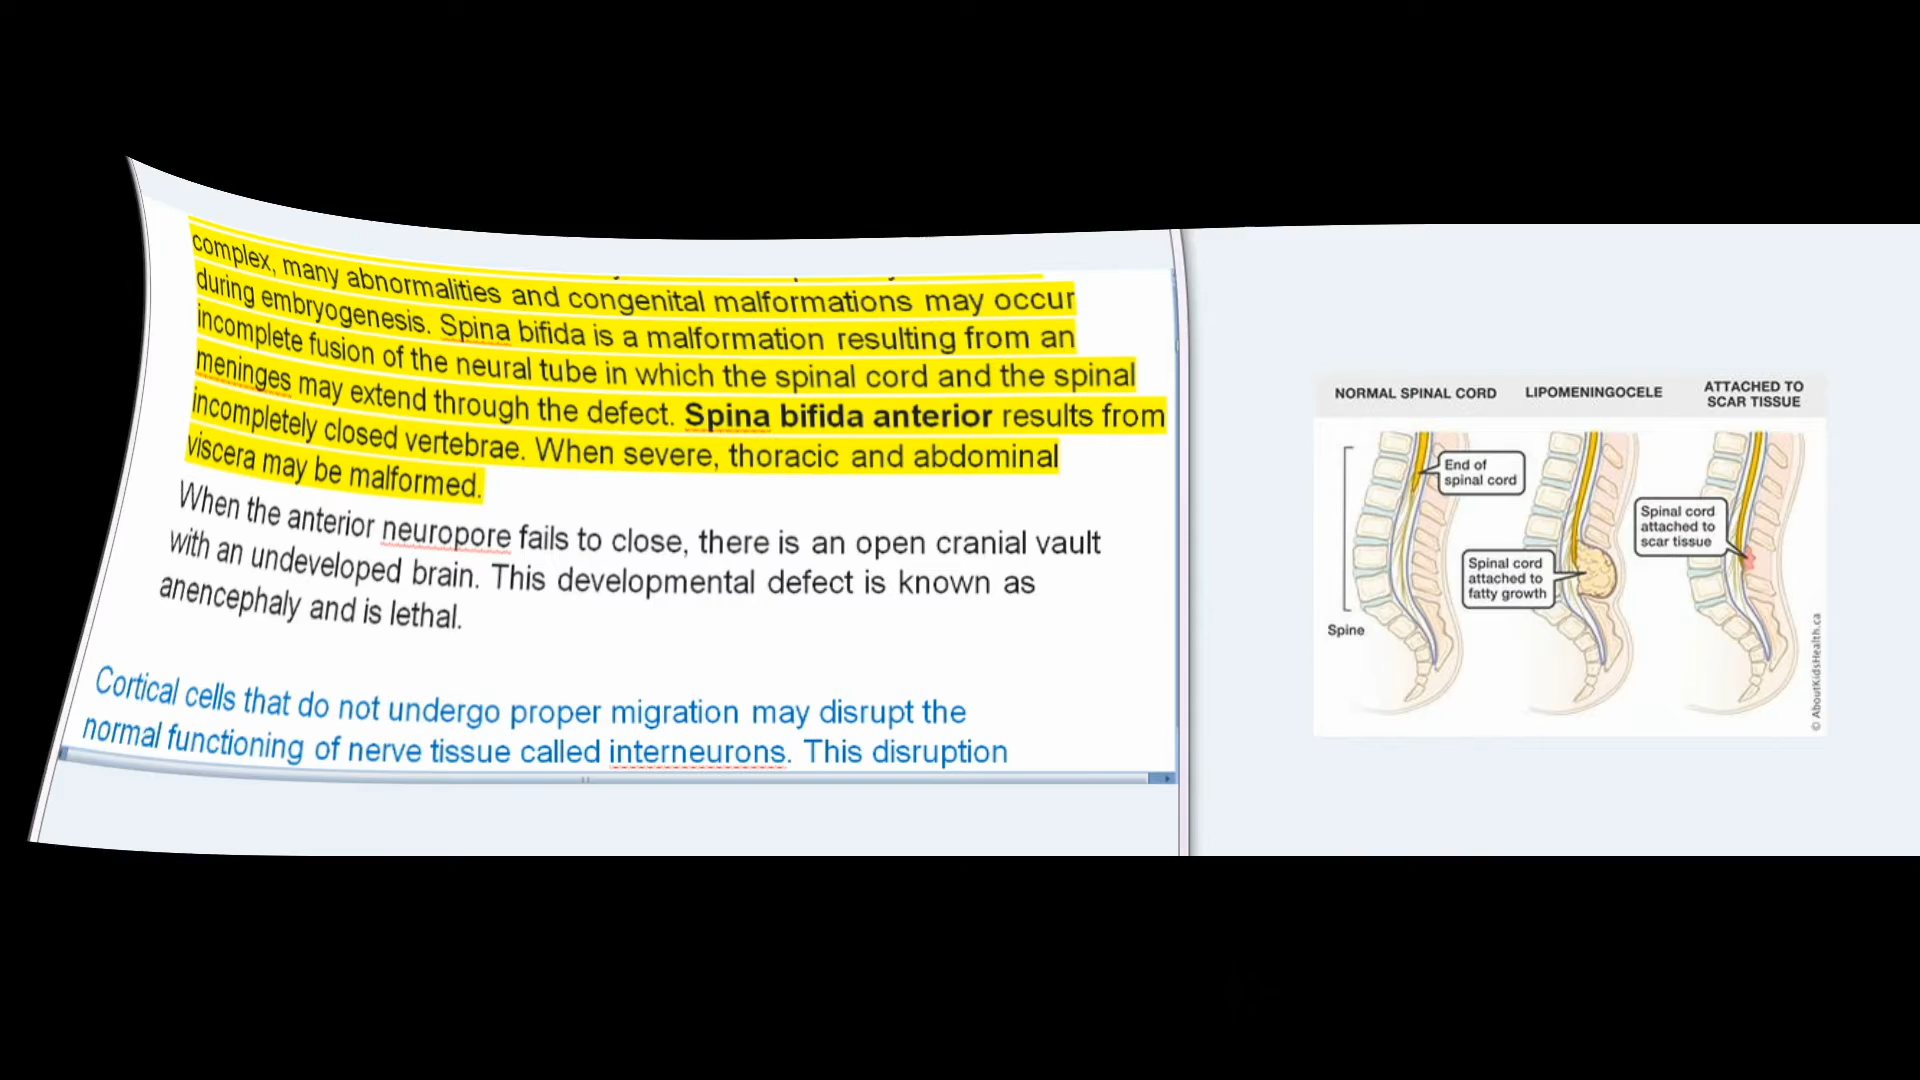 complex, many abnormalities and congenital malformations may occur
during embryogenesis. Spina bifida is a malformation resulting from an
incomplete fusion of the neural tube in which the spinal cord and the spinal
meninges may extend through the defect. Spina bifida anterior results from
incompletely closed vertebrae. When severe, thoracic and abdominal
viscera may be malformed.
When the anterior neuropore fails to close, there is an open cranial vault
with an undeveloped brain. This developmental defect is known as
anencephaly and is lethal.
Cortical cells that do not undergo proper migration may disrupt the
normal functioning of nerve tissue called interneurons. This disruption
NORMAL SPINAL CORD
LIPOMENINGOCELE
ATTACHED TO
SCAR TISSUE
End of
spinal cord
Spinal cord
attached to
scar tissue
Spinal cord
attached to
fatty growth
Spine
© AboutKidsHealth.ca